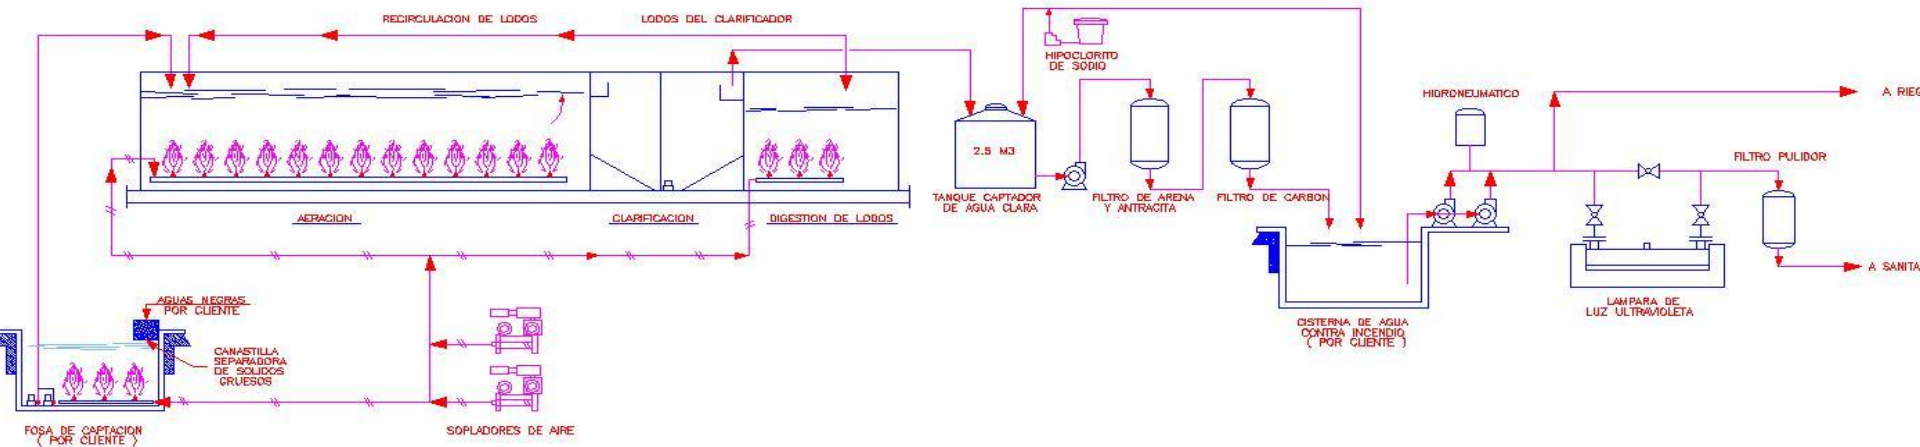 RECIRCULACION DE LODOS
LODOS DEL CLARIFICADOR
HIPOCLORITO
DE SODIO
HIDRONEUMATICO
A RIEG
2.5 M3
FILTRO PULIDOR
TANQUE CAPTADOR
DE AGUA CLARA
FILTRO DE ARENA
Y ANTRACITA
FILTRO DE CARBON
AERACION
CLARIFICACION
DIGESTION DE LODOS
A SANITA
AGUAS NEGRAS
POR CLIENTE
CANASTILLA
SEPARADORA
DE SOLIDOS
GRUESOS
LAMPARA DE
LUZ ULTRAVIOLETA
CISTERNA DE AGUA
CONTRA INCENDIO
( POR CLIENTE )
FOSA DE CAPTACION
( POR CLIENTE )
SOPLADORES DE AIRE